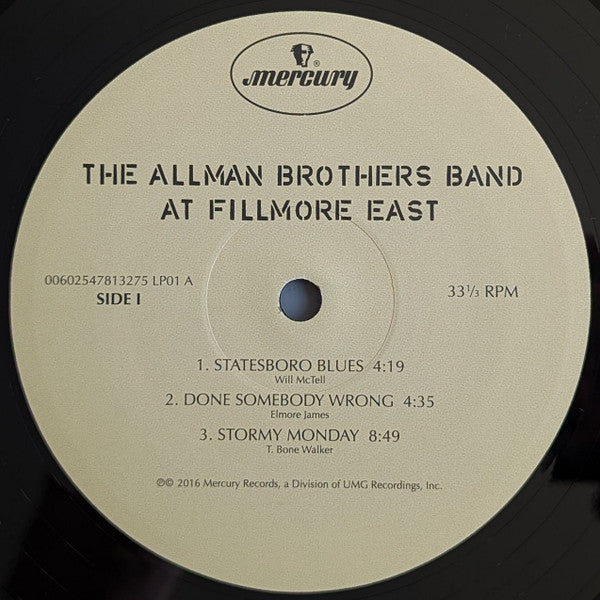 mercury ®
THE ALLMAN BROTHERS BAND
AT FILLMORE EAST
00602547813275 LP01 A
SIDE I
33⅓ RPM
1. STATESBORO BLUES 4:19
Will McTell
2. DONE SOMEBODY WRONG 4:35
Elmore James
3. STORMY MONDAY 8:49
T. Bone Walker
℗© 2016 Mercury Records, a Division of UMG Recordings, Inc.